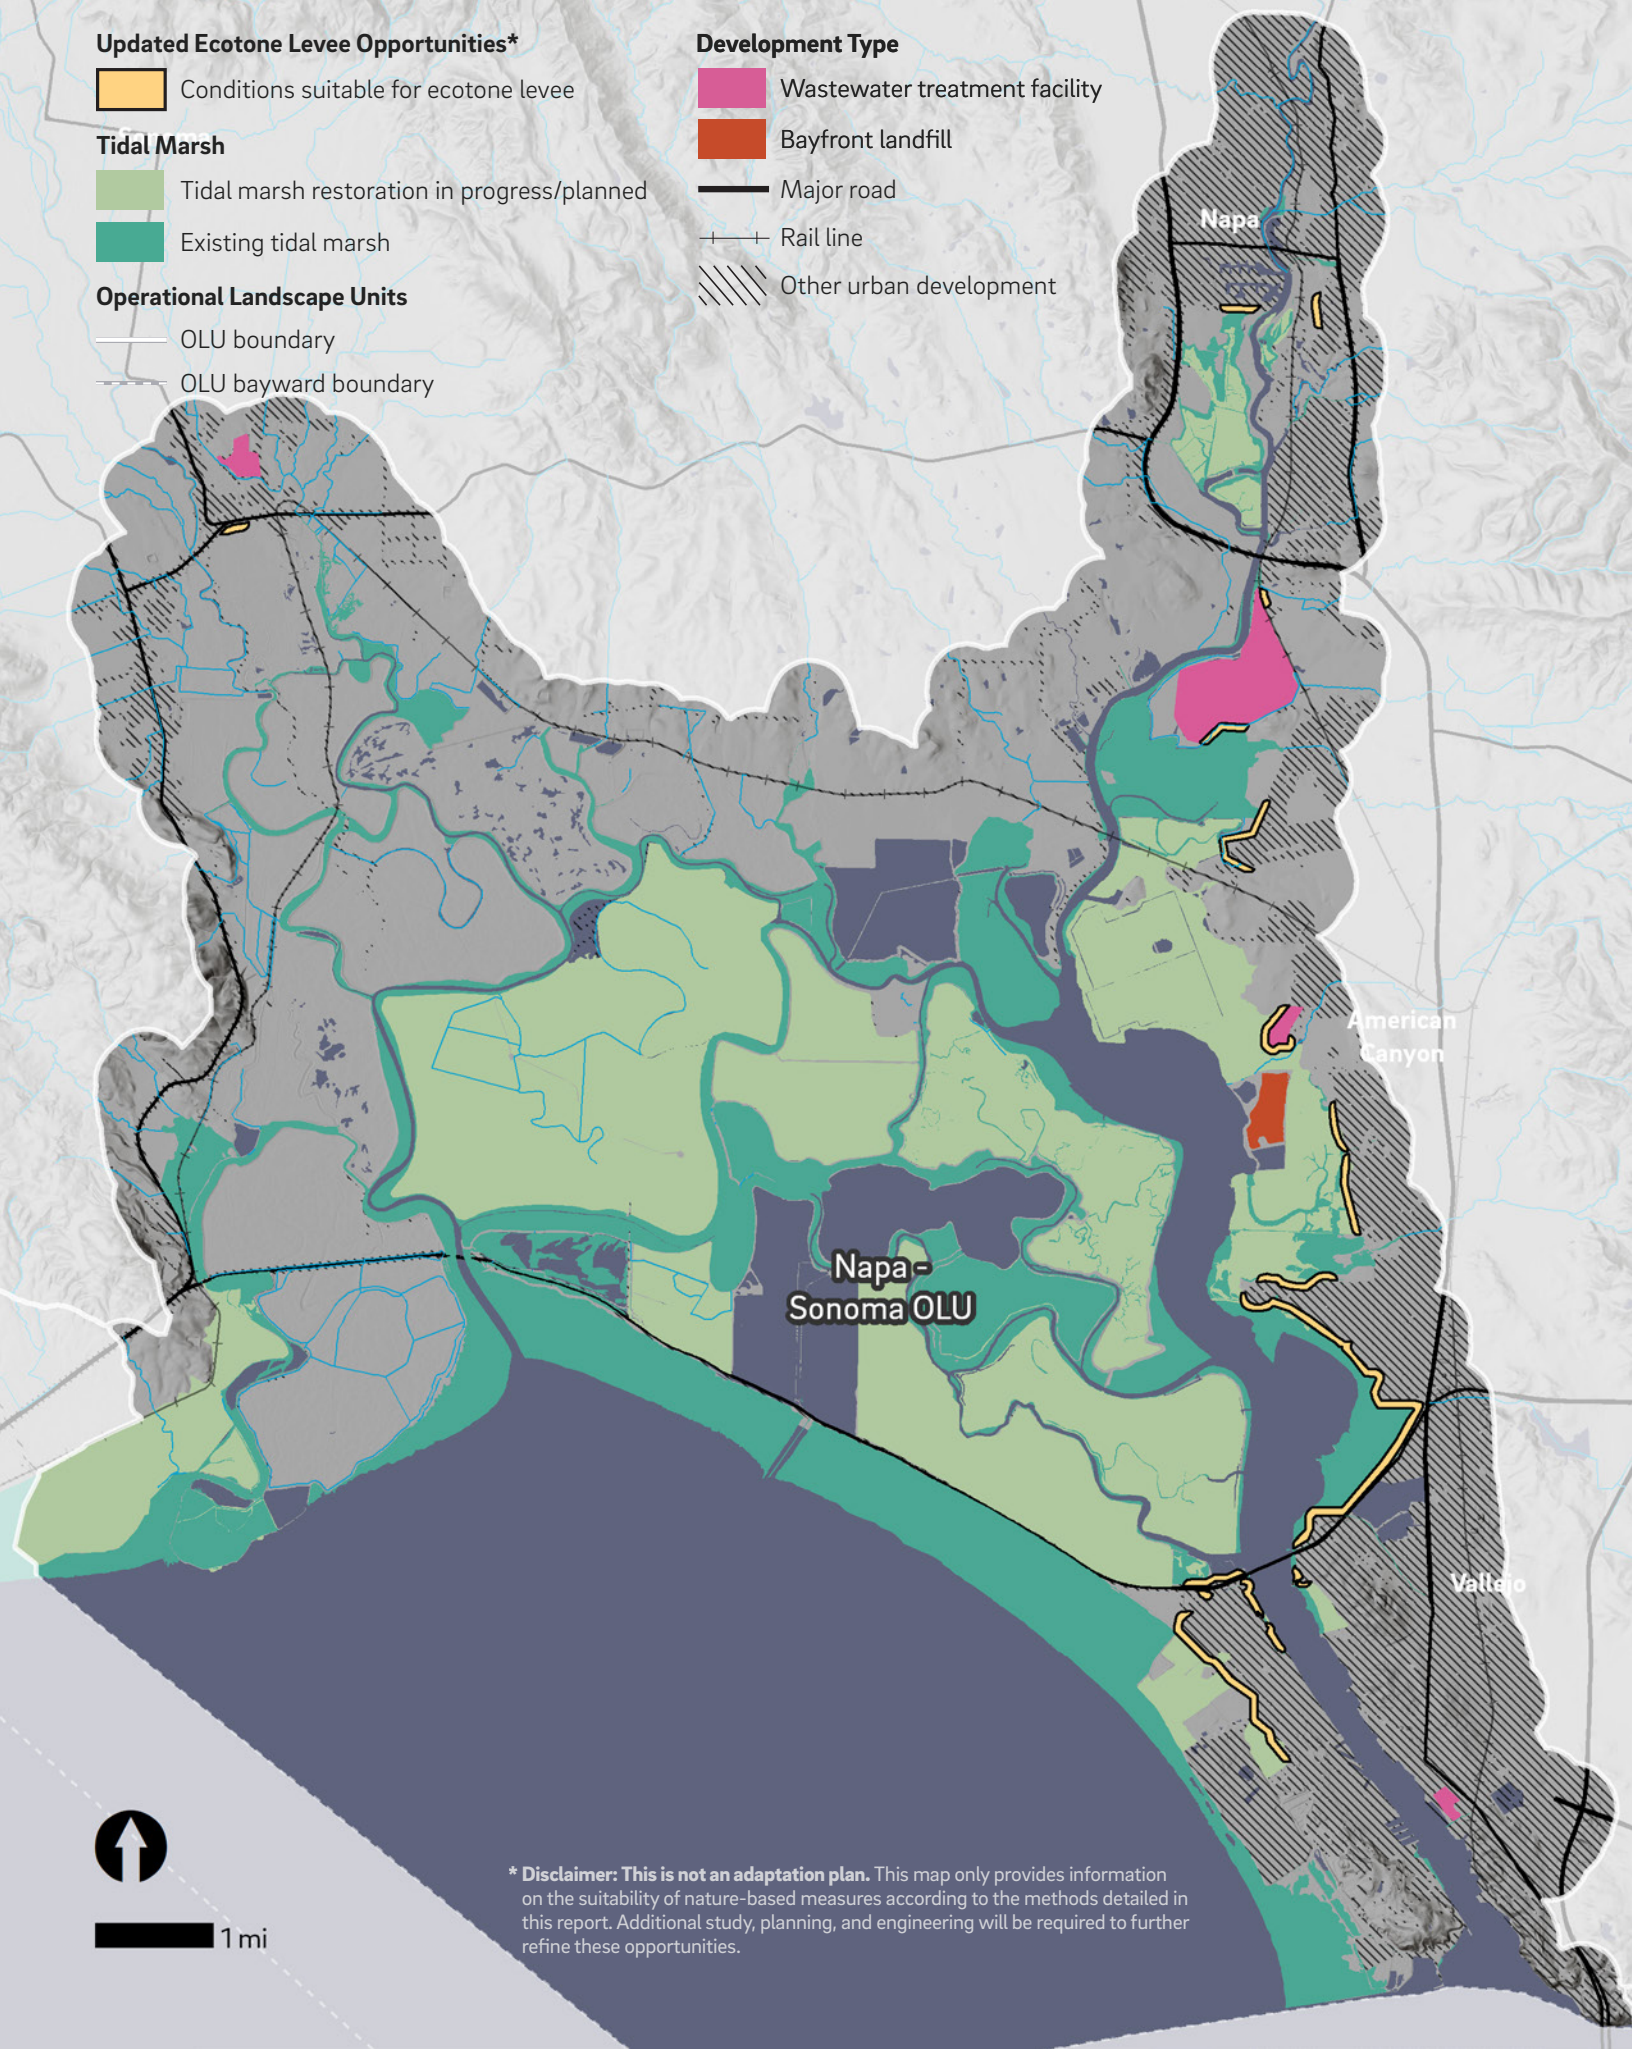 Updated Ecotone Levee Opportunities*
Conditions suitable for ecotone levee
Sonoma
Tidal Marsh
Tidal marsh restoration in progress/planned
Existing tidal marsh
Operational Landscape Units
OLU boundary
OLU bayward boundary
Development Type
Wastewater treatment facility
Bayfront landfill
Major road
Rail line
Other urban development
Napa
American
Canyon
Napa -
Sonoma OLU
Vallejo
1 mi
* Disclaimer: This is not an adaptation plan. This map only provides information
on the suitability of nature-based measures according to the methods detailed in
this report. Additional study, planning, and engineering will be required to further
refine these opportunities.